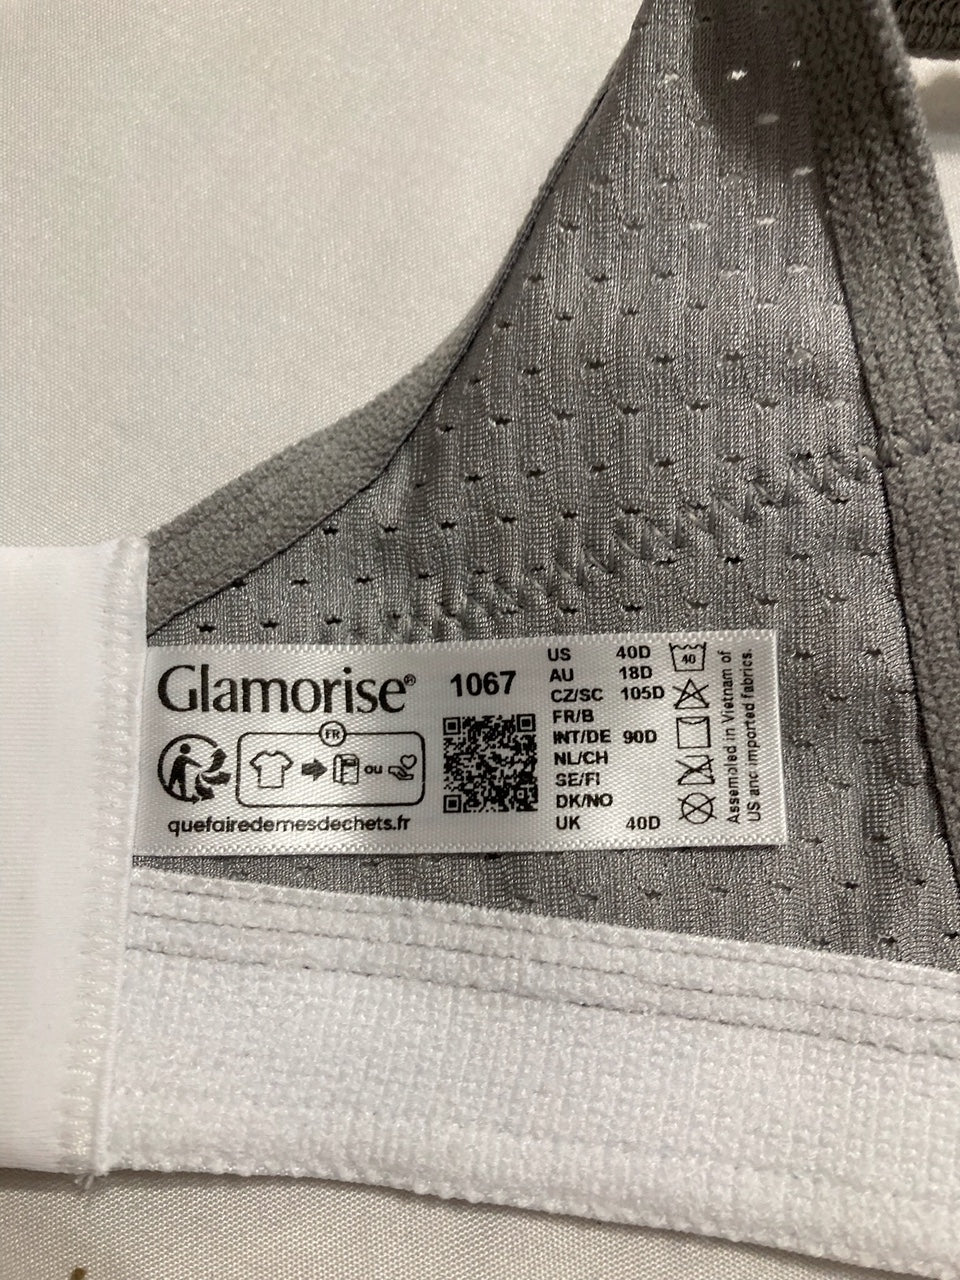 Glamorise®
1067
FR
ou
quefairedemesdechets.fr
US 40D
AU 18D
CZ/SC 105D
FR/B
INT/DE 90D
NL/CH
SE/FI
DK/NO
UK 40D
40
Assembled in Vietnam of
US and imported fabrics.